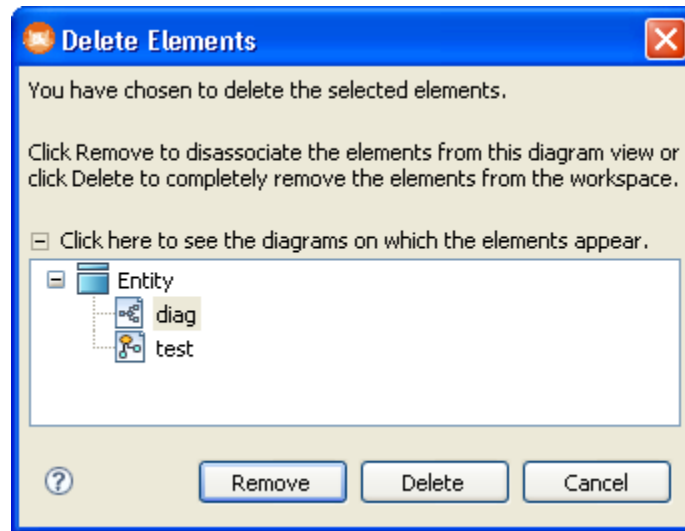 Delete Elements
You have chosen to delete the selected elements.
Click Remove to disassociate the elements from this diagram view or
click Delete to completely remove the elements from the workspace.
Click here to see the diagrams on which the elements appear.
Entity
diag
test
? Remove Delete Cancel